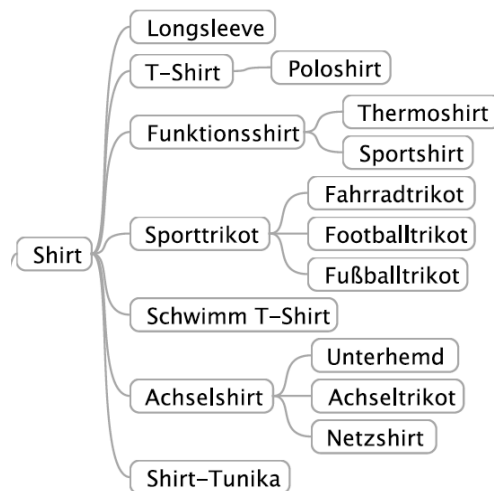 Longsleeve
T-Shirt
Poloshirt
Funktionsshirt
Thermoshirt
Sportshirt
Shirt
Sporttrikot
Fahrradtrikot
Footballtrikot
Fußballtrikot
Schwimm T-Shirt
Achselshirt
Unterhemd
Achseltrikot
Netzshirt
Shirt-Tunika